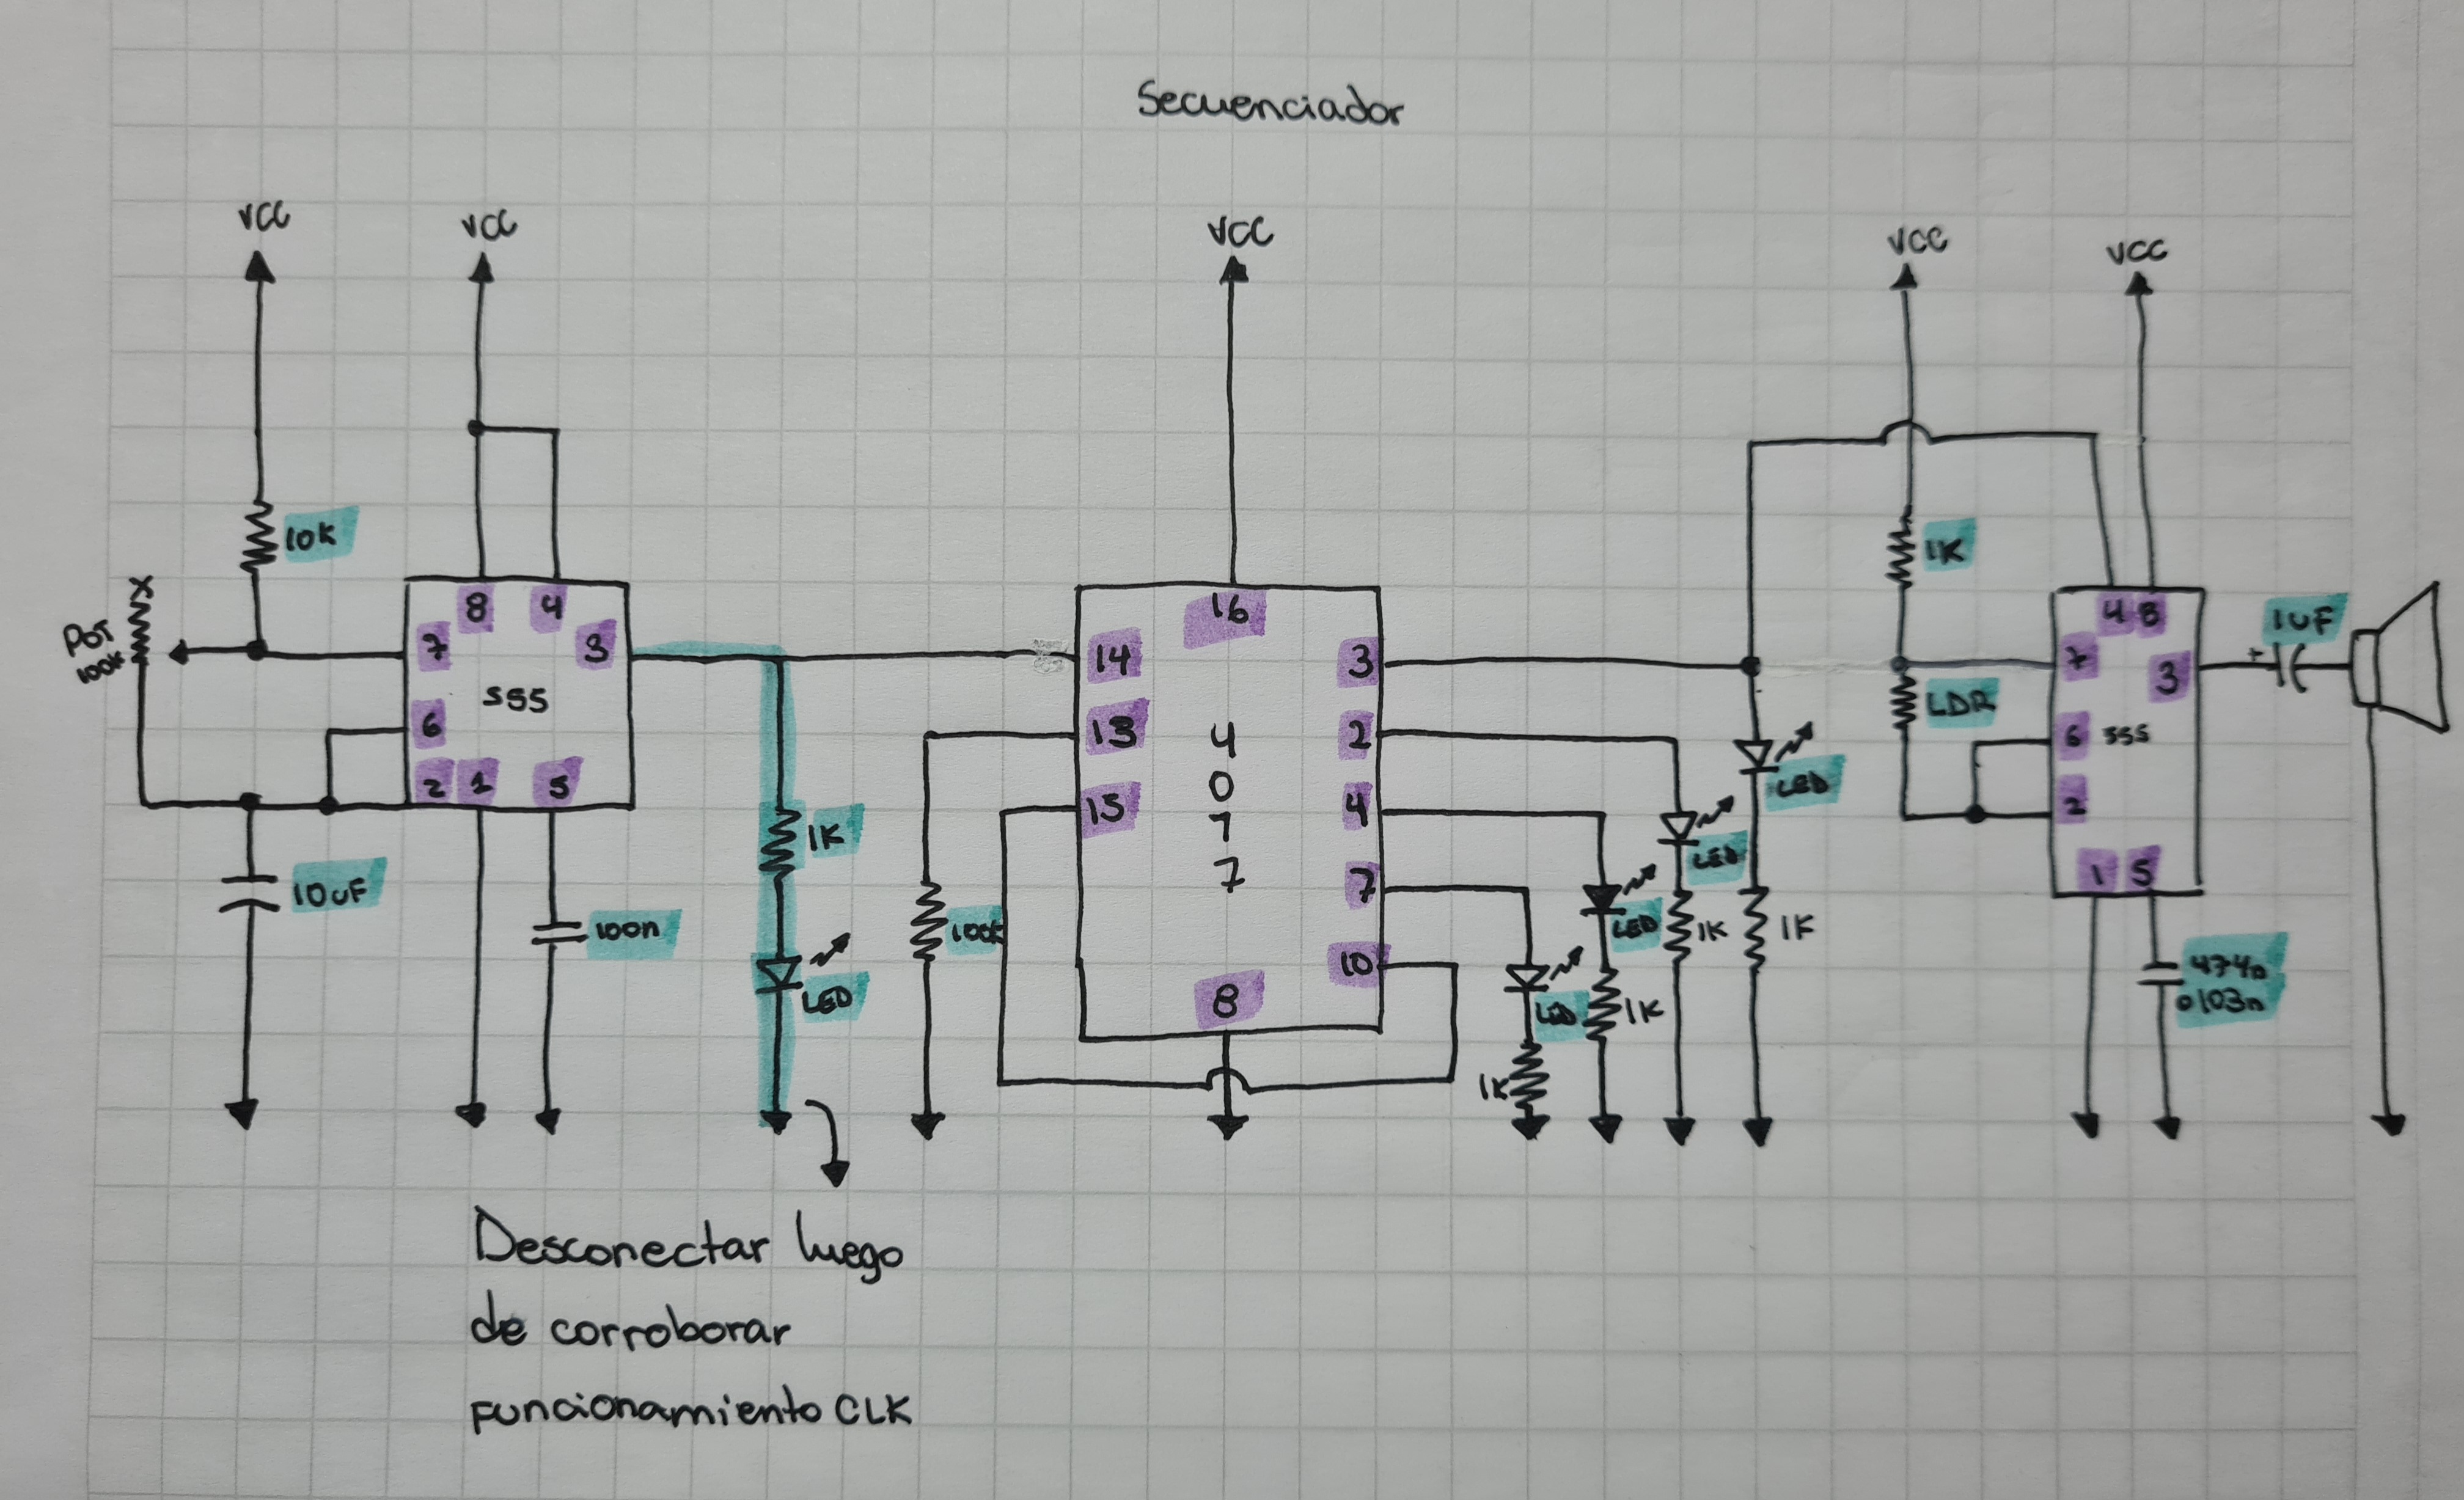 Secuenciador
VCC
VCC
VCC
VCC
VCC
10K
POT
100K
8 4
7 3
555
6
2 1 5
10uF
100n
1K
LED
16
14 3
13 2
15 4
7
10
8
4
0
1
7
100k
LED
LED
LED
LED
1K
1K
1K
1K
1K
LDR
4 8
7 3
6 555
2
1 5
+
1uF
474o
o103n
Desconectar luego
de corroborar
funcionamiento CLK